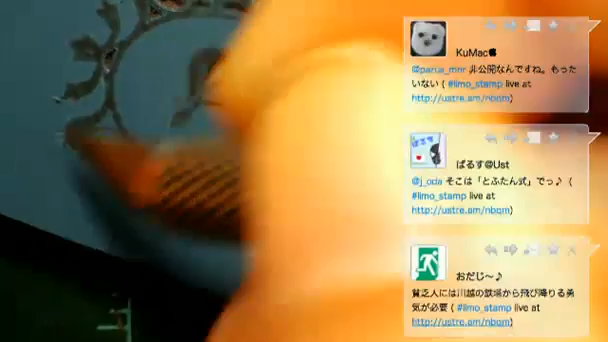 KuMac
@parua_mnr 非公開なんですね。もった
いない ( #limo_stamp live at
http://ustre.am/nbqm)
ぱるす@Ust
@j_oda そこは「とふたん式」でっ♪ (
#limo_stamp live at
http://ustre.am/nbqm)
おだじ～♪
貧乏人には川越の鉄塔から飛び降りる勇
気が必要 ( #limo_stamp live at
http://ustre.am/nbqm)